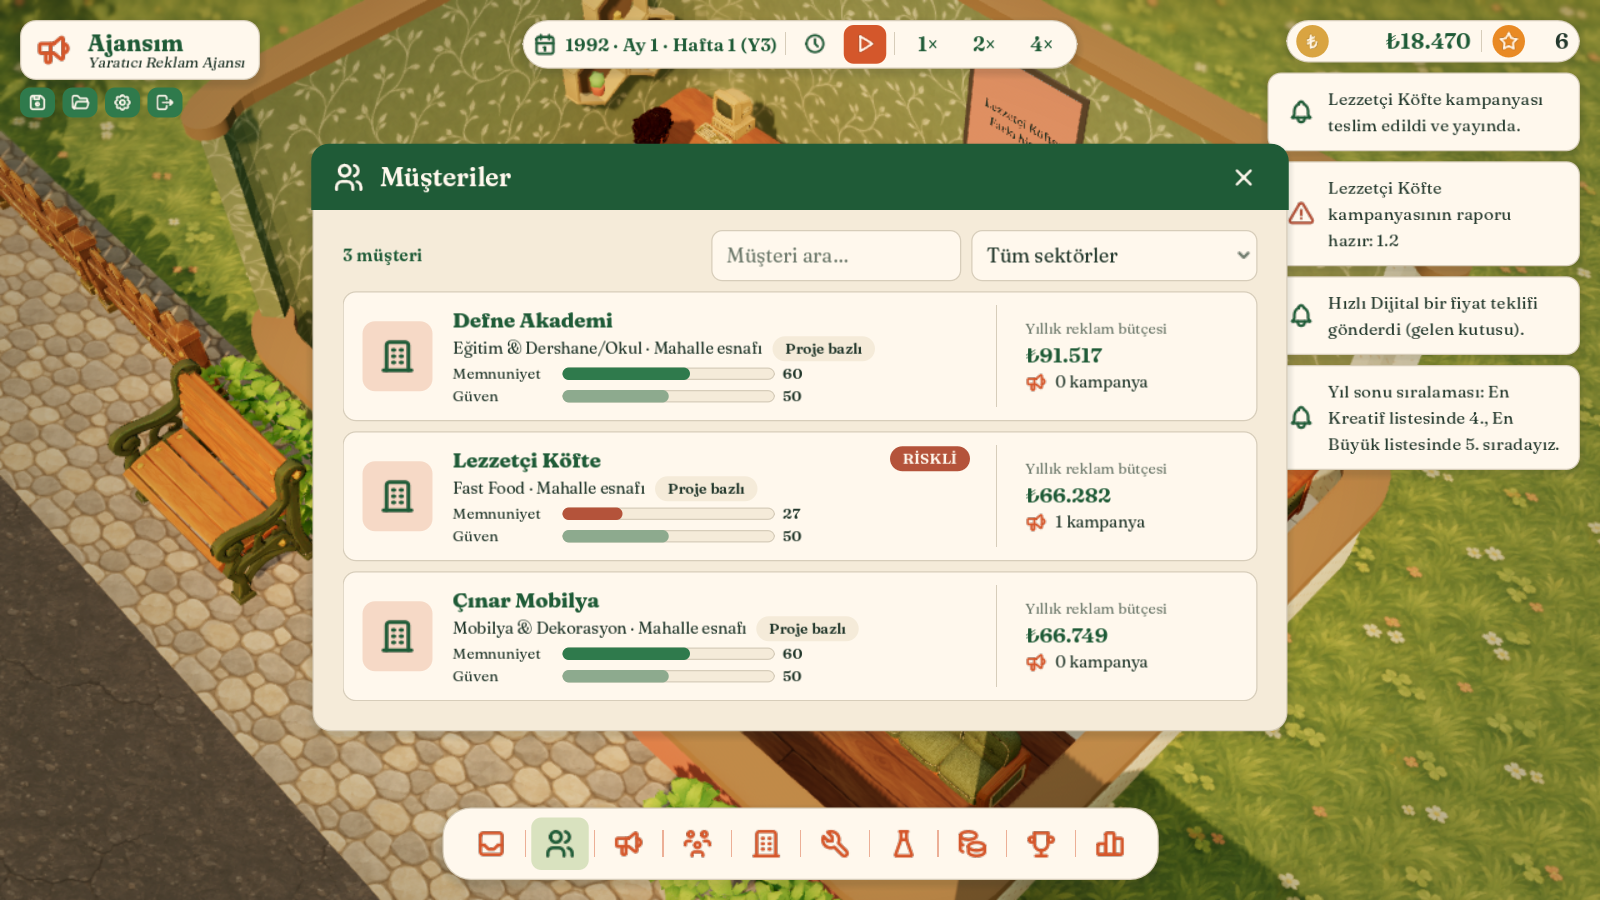 Ajansım
Yaratıcı Reklam Ajansı
1992 · Ay 1 · Hafta 1 (Y3)
1×
2×
4×
₺18.470
6
Lezzetçi Köfte
Lezzetçi Köfte kampanyası
teslim edildi ve yayında.
Lezzetçi Köfte
kampanyasının raporu
hazır: 1.2
Hızlı Dijital bir fiyat teklifi
gönderdi (gelen kutusu).
Yıl sonu sıralaması: En
Kreatif listesinde 4., En
Büyük listesinde 5. sıradayız.
Müşteriler
3 müşteri
Müşteri ara...
Tüm sektörler
Defne Akademi
Eğitim & Dershane/Okul · Mahalle esnafı
Proje bazlı
Memnuniyet
60
Güven
50
Yıllık reklam bütçesi
₺91.517
0 kampanya
Lezzetçi Köfte
RİSKLİ
Fast Food · Mahalle esnafı
Proje bazlı
Memnuniyet
27
Güven
50
Yıllık reklam bütçesi
₺66.282
1 kampanya
Çınar Mobilya
Mobilya & Dekorasyon · Mahalle esnafı
Proje bazlı
Memnuniyet
60
Güven
50
Yıllık reklam bütçesi
₺66.749
0 kampanya